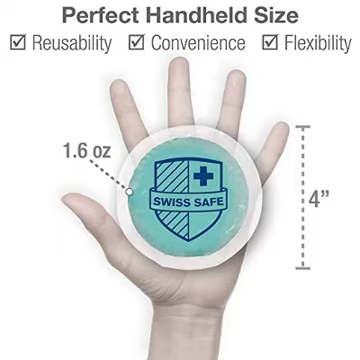 Perfect Handheld Size
☑ Reusability ☑ Convenience ☑ Flexibility
1.6 oz
SWISS SAFE
4”